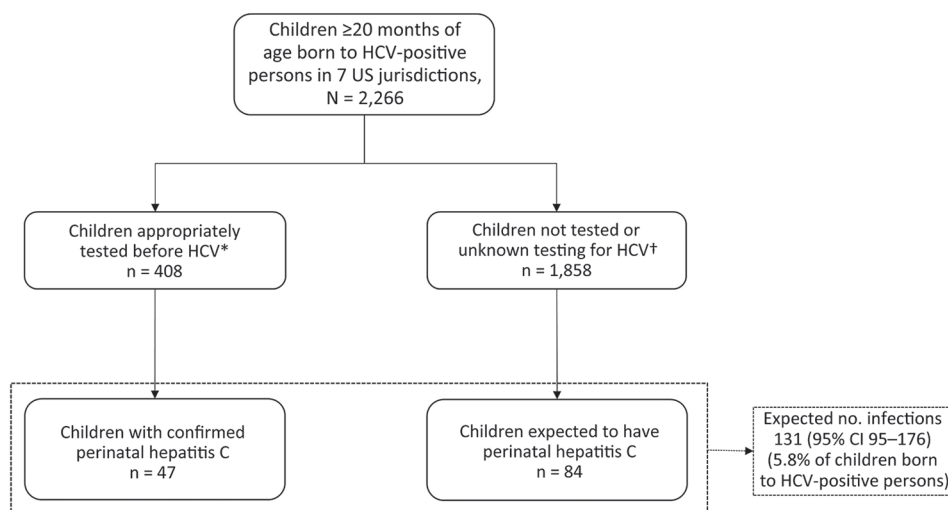 Children ≥20 months of
age born to HCV-positive
persons in 7 US jurisdictions,
N = 2,266
Children appropriately
tested before HCV*
n = 408
Children not tested or
unknown testing for HCV†
n = 1,858
Children with confirmed
perinatal hepatitis C
n = 47
Children expected to have
perinatal hepatitis C
n = 84
Expected no. infections
131 (95% CI 95–176)
(5.8% of children born
to HCV-positive persons)